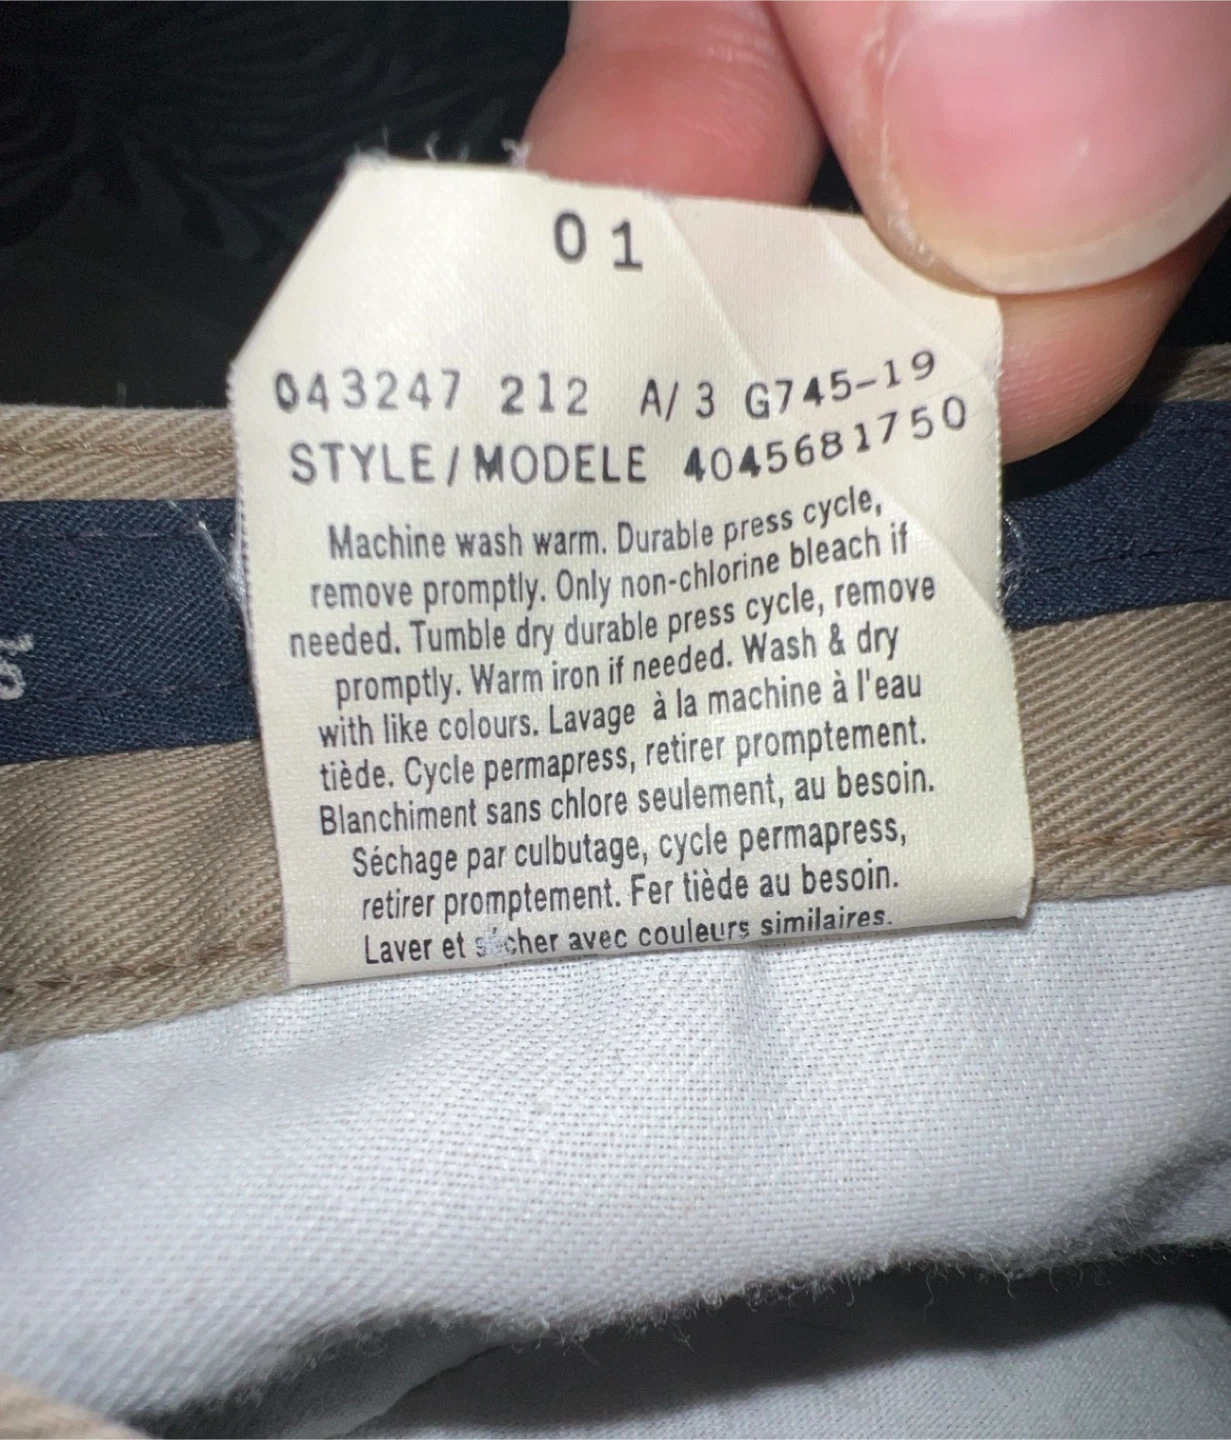 01
043247 212 A/3 G745-19
STYLE/MODELE 4045681750
Machine wash warm. Durable press cycle,
remove promptly. Only non-chlorine bleach if
needed. Tumble dry durable press cycle, remove
promptly. Warm iron if needed. Wash & dry
with like colours. Lavage à la machine à l'eau
tiède. Cycle permapress, retirer promptement.
Blanchiment sans chlore seulement, au besoin.
Séchage par culbutage, cycle permapress,
retirer promptement. Fer tiède au besoin.
Laver et sécher avec couleurs similaires.